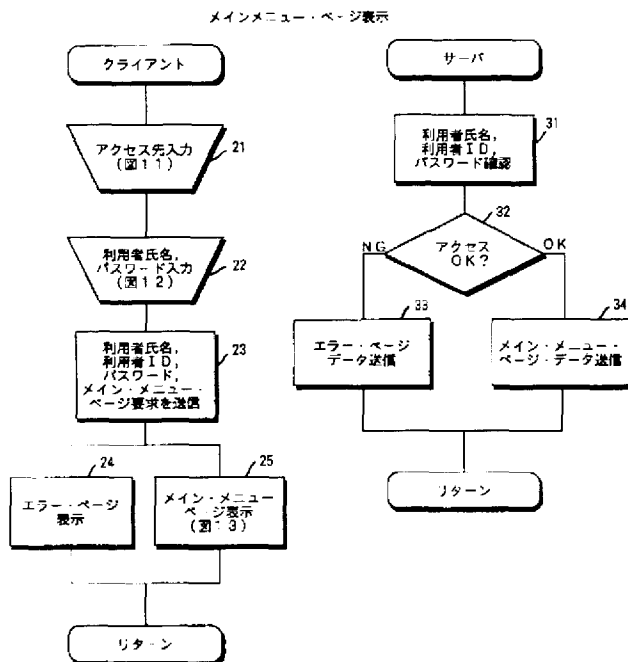 メインメニュー・ページ表示
クライアント
アクセス先入力
(図11)
21
利用者氏名,
パスワード入力
(図12)
22
利用者氏名,
利用者ID,
パスワード,
メイン・メニュー・
ページ要求を送信
23
エラー・ページ
表示
24
メイン・メニュー
ページ表示
(図13)
25
リターン
サーバ
利用者氏名,
利用者ID,
パスワード確認
31
アクセス
OK?
32
NG
OK
エラー・ページ
データ送信
33
メイン・メニュー・
ページ・データ送信
34
リターン